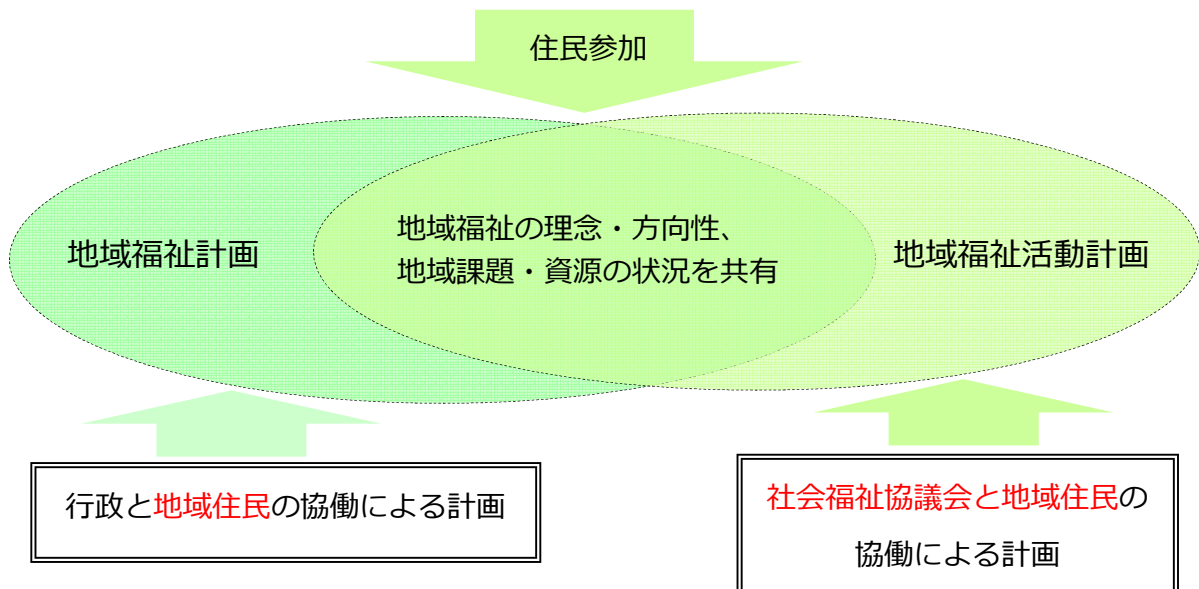 住民参加
地域福祉計画
地域福祉の理念・方向性、
地域課題・資源の状況を共有
地域福祉活動計画
行政と地域住民の協働による計画
社会福祉協議会と地域住民の
協働による計画